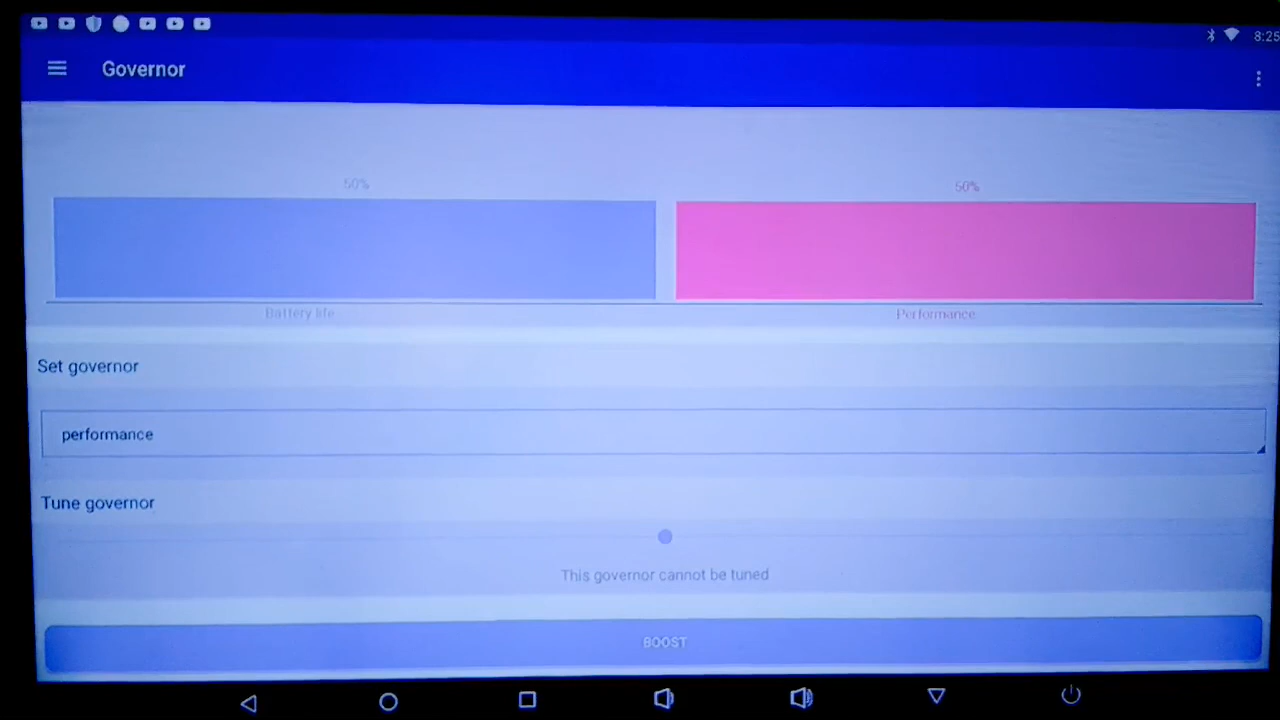 8:25
Governor
50%
50%
Battery life
Performance
Set governor
performance
Tune governor
This governor cannot be tuned
BOOST